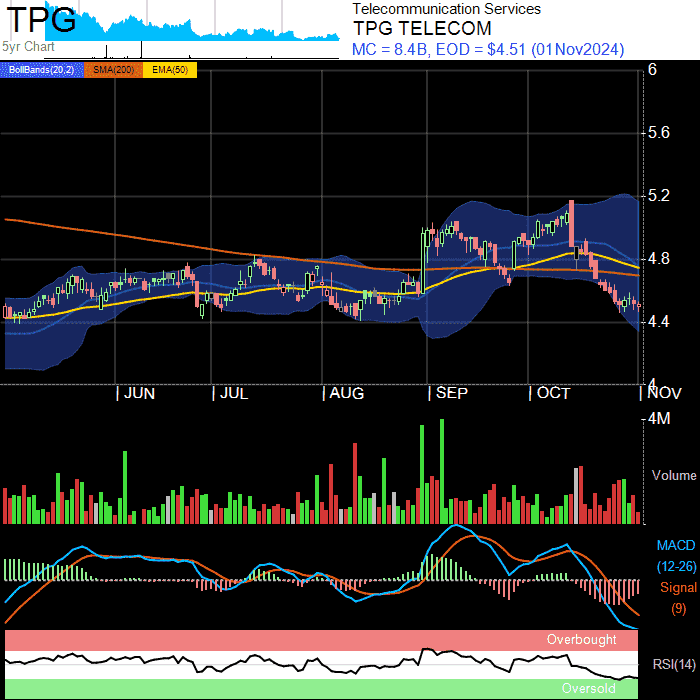 TPG
5yr Chart
Telecommunication Services
TPG TELECOM
MC = 8.4B, EOD = $4.51 (01Nov2024)
BollBands(20,2) SMA(200) EMA(50)
6
5.6
5.2
4.8
4.4
4
JUN JUL AUG SEP OCT NOV
4M
Volume
MACD
(12-26)
Signal
(9)
Overbought
RSI(14)
Oversold